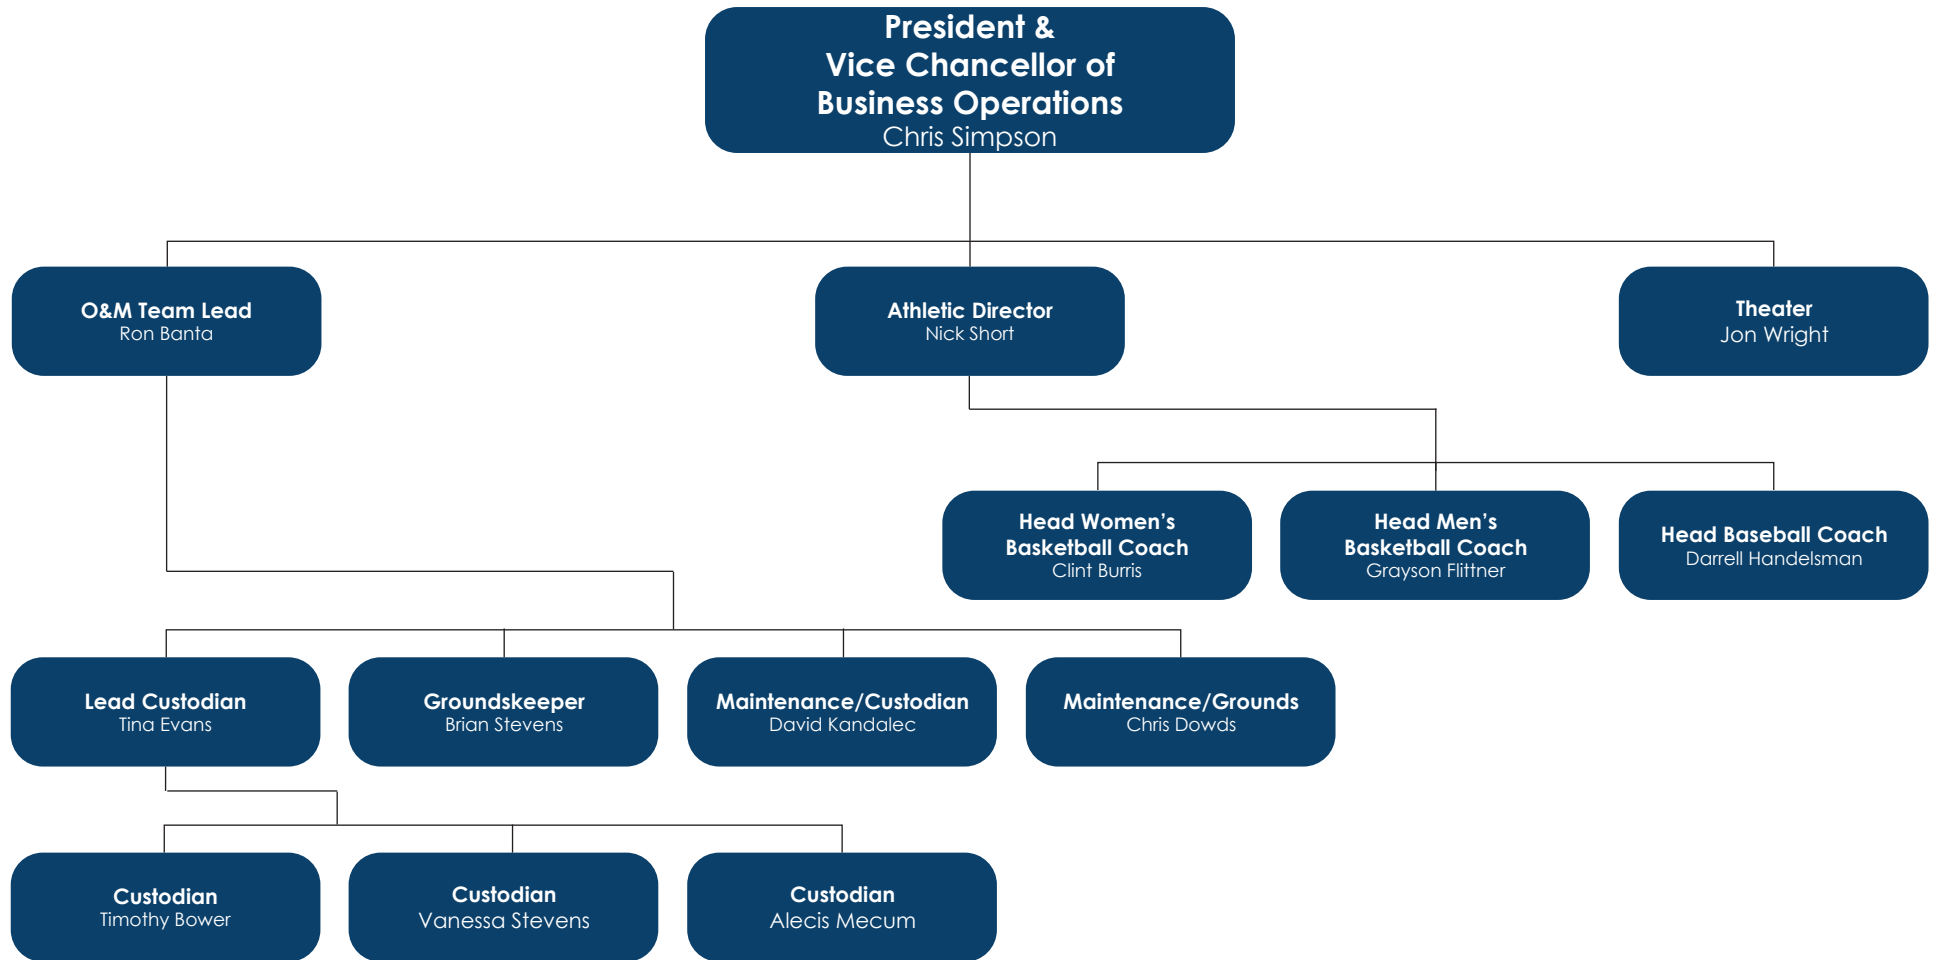 President &
Vice Chancellor of
Business Operations
Chris Simpson
O&M Team Lead
Ron Banta
Athletic Director
Nick Short
Theater
Jon Wright
Head Women’s
Basketball Coach
Clint Burris
Head Men’s
Basketball Coach
Grayson Flittner
Head Baseball Coach
Darrell Handelsman
Lead Custodian
Tina Evans
Groundskeeper
Brian Stevens
Maintenance/Custodian
David Kandalec
Maintenance/Grounds
Chris Dowds
Custodian
Timothy Bower
Custodian
Vanessa Stevens
Custodian
Alecis Mecum